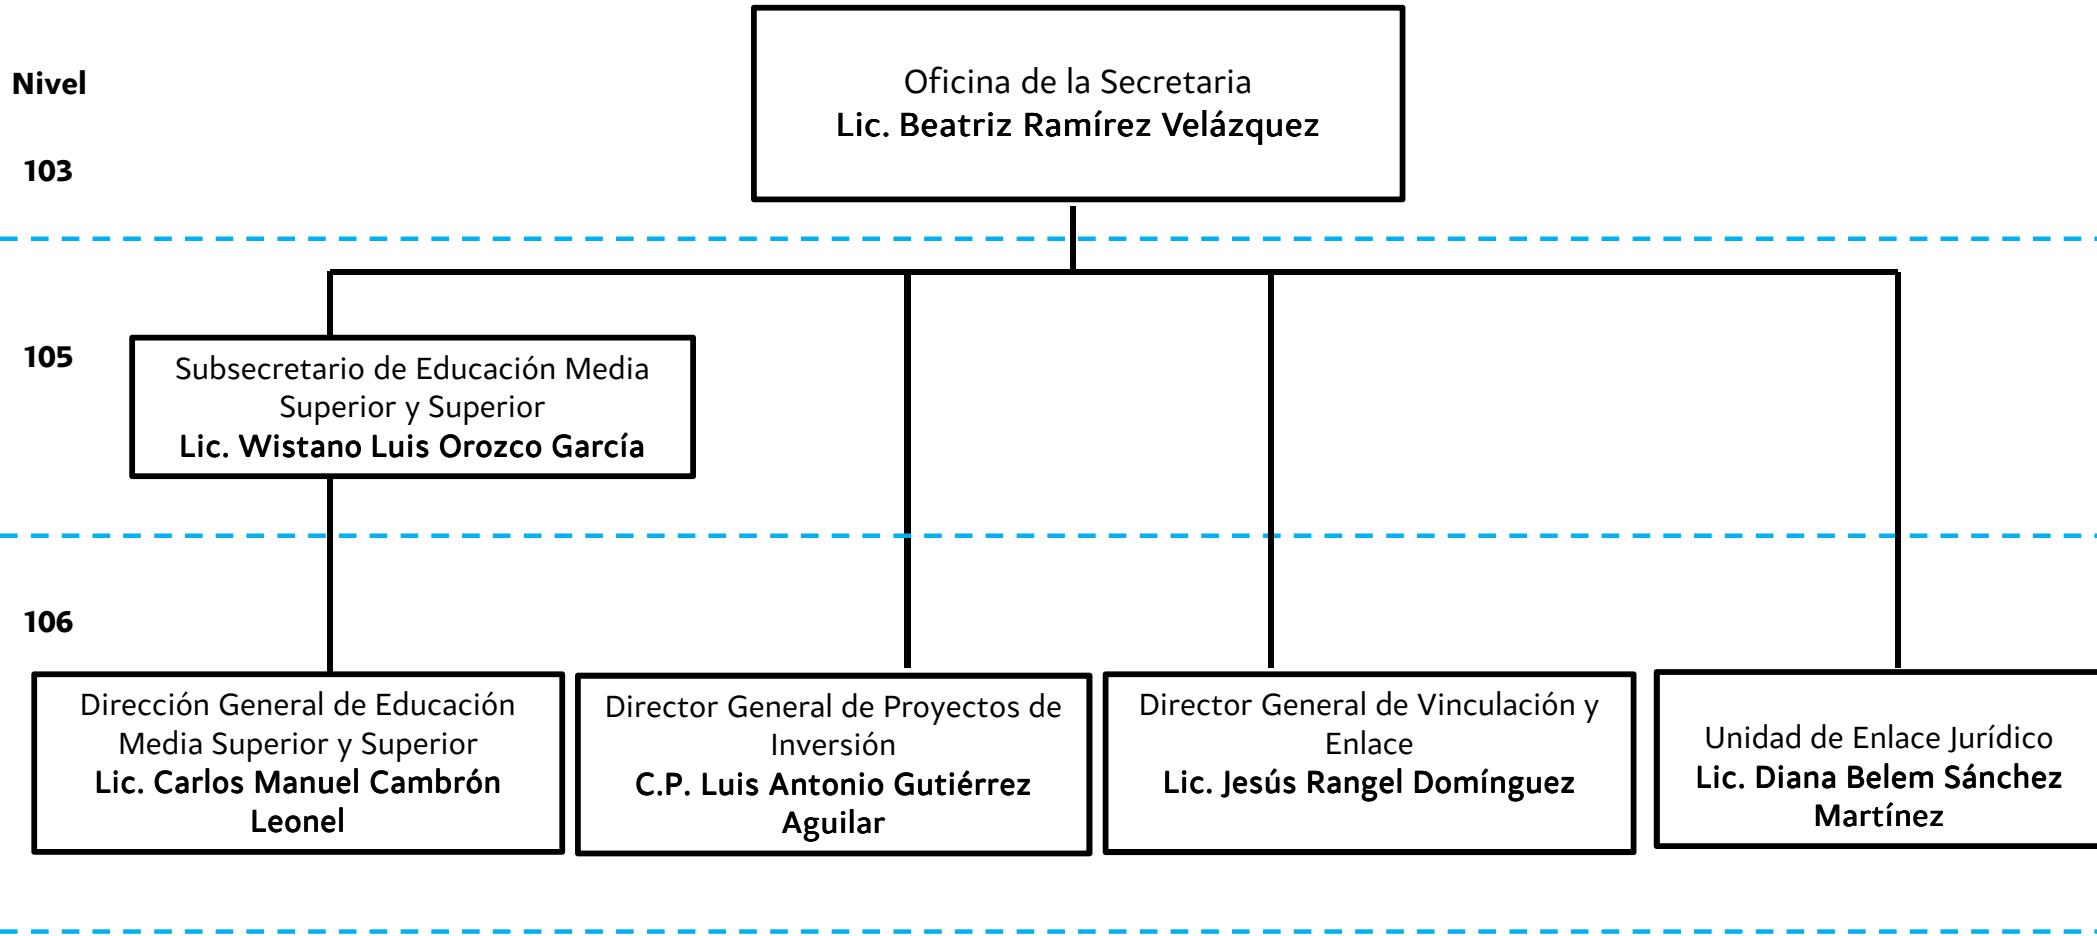 Nivel
Oficina de la Secretaria
Lic. Beatriz Ramírez Velázquez
103
105
Subsecretario de Educación Media
Superior y Superior
Lic. Wistano Luis Orozco García
106
Dirección General de Educación
Media Superior y Superior
Lic. Carlos Manuel Cambrón
Leonel
Director General de Proyectos de
Inversión
C.P. Luis Antonio Gutiérrez
Aguilar
Director General de Vinculación y
Enlace
Lic. Jesús Rangel Domínguez
Unidad de Enlace Jurídico
Lic. Diana Belem Sánchez
Martínez